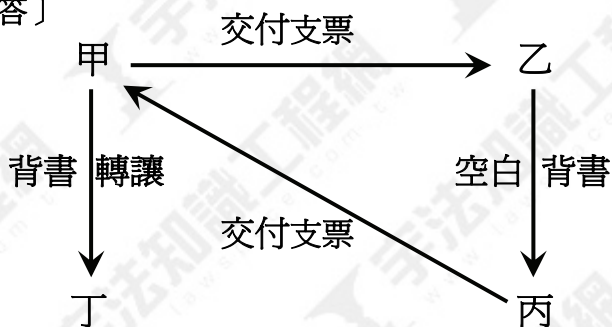 答〕
交付支票
甲 乙
背書 轉讓 空白 背書
交付支票
丁 丙